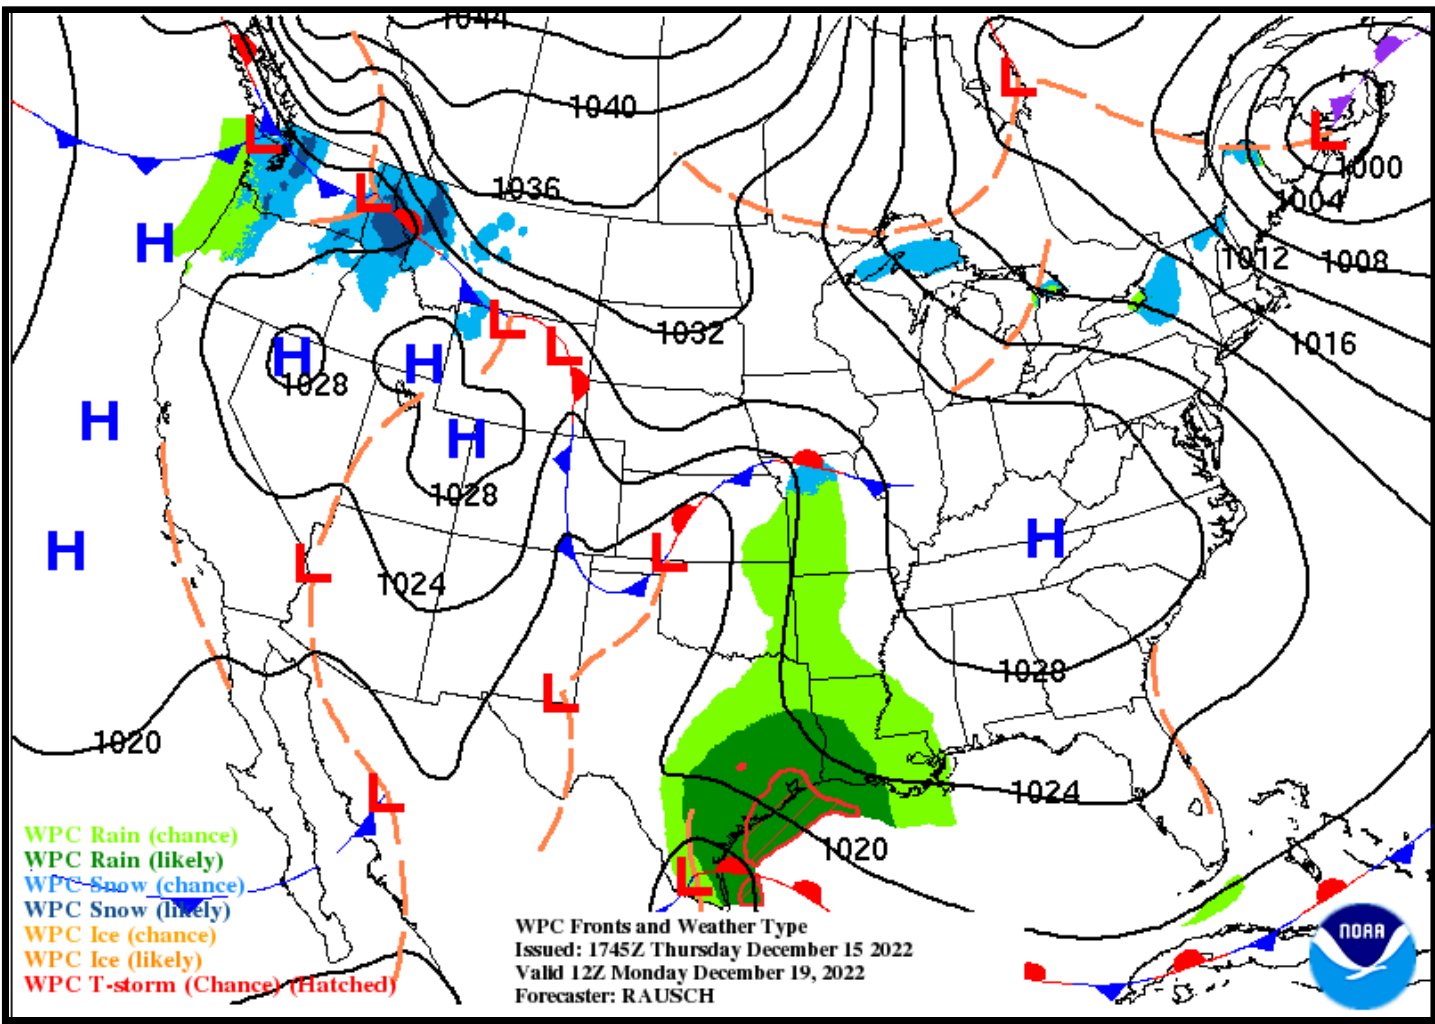 1044
1040
1036
L
L
1000
1004
L
L
H
1012
1008
L
1032
L
1016
H
H
1028
H
H
1028
H
H
L
L
1024
1028
L
1020
1024
L
1020
L
WPC Rain (chance)
WPC Rain (likely)
WPC Snow (chance)
WPC Snow (likely)
WPC Ice (chance)
WPC Ice (likely)
WPC T-storm (Chance) (Hatched)
WPC Fronts and Weather Type
Issued: 1745Z Thursday December 15 2022
Valid 12Z Monday December 19, 2022
Forecaster: RAUSCH
NOAA